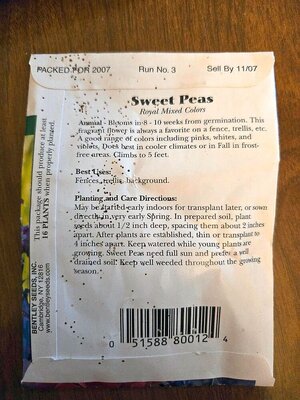 PACKED FOR 2007 Run No. 3 Sell By 11/07
Sweet Peas
Royal Mixed Colors
Annual - Blooms in 8 - 10 weeks from germination. This
fragrant flower is always a favorite on a fence, trellis, etc.
A good range of colors including pinks, whites, and
violets. Does best in cooler climates or in Fall in frost-
free areas. Climbs to 5 feet.
Best Uses:
Fences, trellis, background.
Planting and Care Directions:
May be started early indoors for transplant later, or sown
directly in very early Spring. In prepared soil, plant
seeds about 1/2 inch deep, spacing them about 2 inches
apart. After plants are established, thin or transplant to
4 inches apart. Keep watered while young plants are
growing. Sweet Peas need full sun and prefer a well
drained soil. Keep well weeded throughout the growing
season.
This package should produce at least
16 PLANTS when properly planted.
BENTLEY SEEDS, INC.
Cambridge, NY 12816
www.bentleyseeds.com
0 51588 80012 4